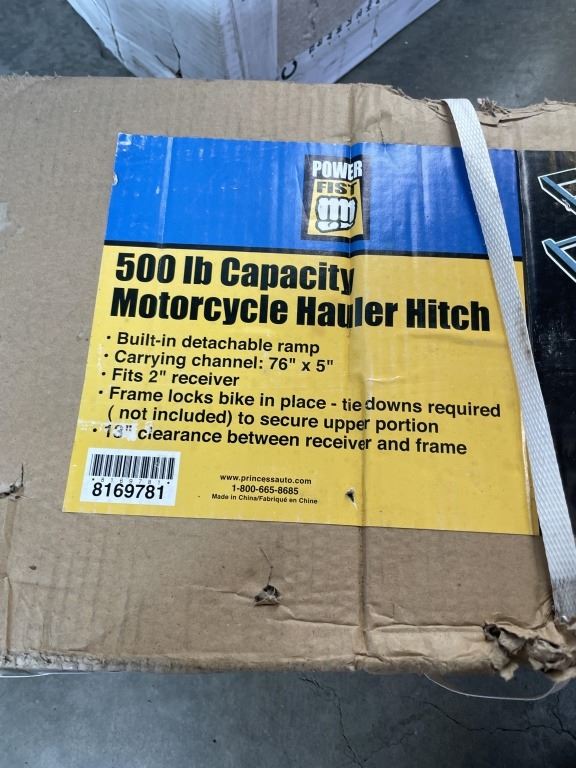 POWER
FIST
500 lb Capacity
Motorcycle Hauler Hitch
· Built-in detachable ramp
· Carrying channel: 76" x 5"
· Fits 2" receiver
· Frame locks bike in place - tie downs required
( not included) to secure upper portion
· 13" clearance between receiver and frame
*8169781*
8169781
www.princessauto.com
1-800-665-8685
Made in China/Fabriqué en Chine